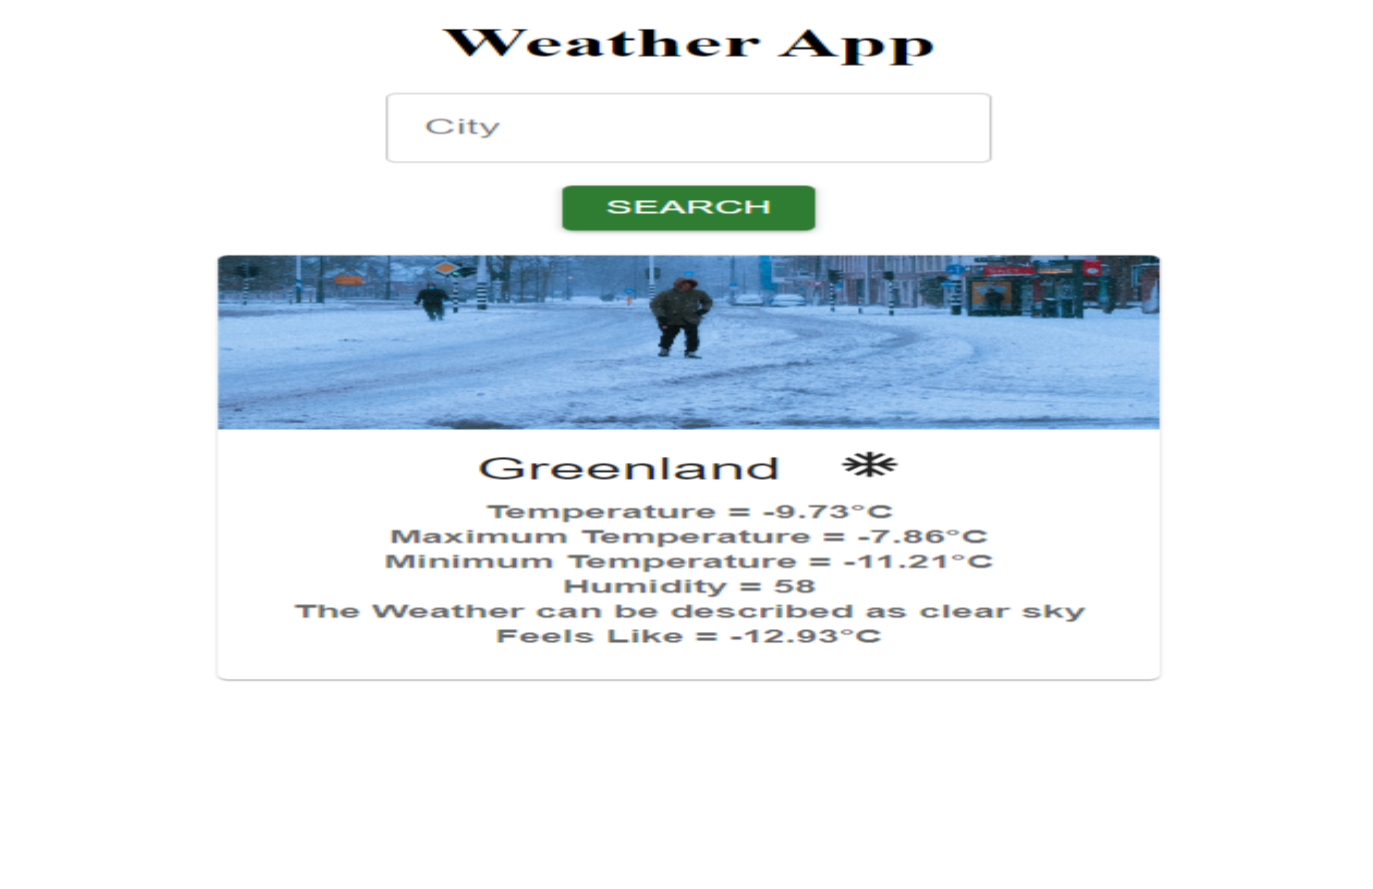 Weather App
City
SEARCH
Greenland
Temperature = -9.73°C
Maximum Temperature = -7.86°C
Minimum Temperature = -11.21°C
Humidity = 58
The Weather can be described as clear sky
Feels Like = -12.93°C